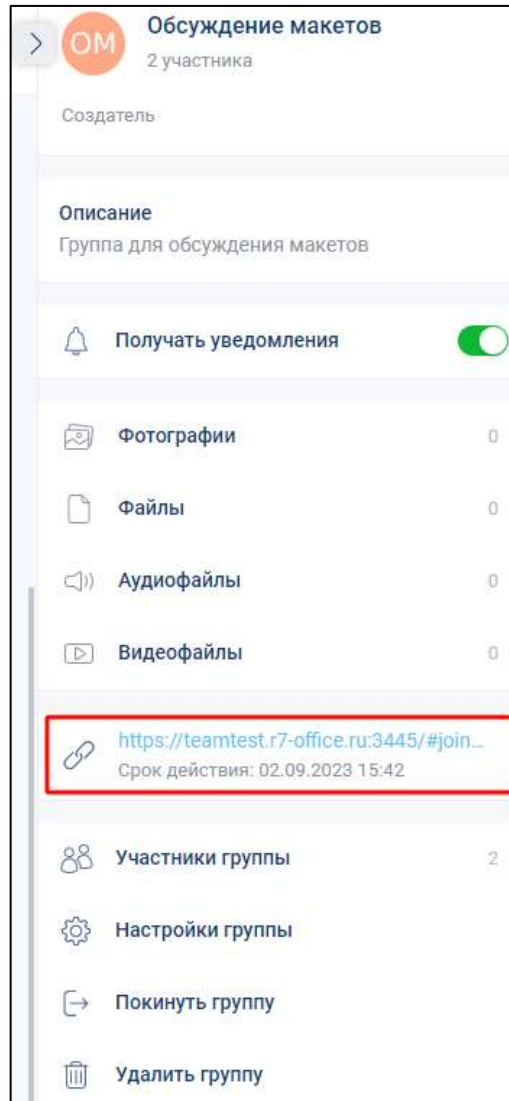 ОМ
Обсуждение макетов
2 участника
Создатель
Описание
Группа для обсуждения макетов
Получать уведомления
Фотографии 0
Файлы 0
Аудиофайлы 0
Видеофайлы 0
https://teamtest.r7-office.ru:3445/#join...
Срок действия: 02.09.2023 15:42
Участники группы 2
Настройки группы
Покинуть группу
Удалить группу